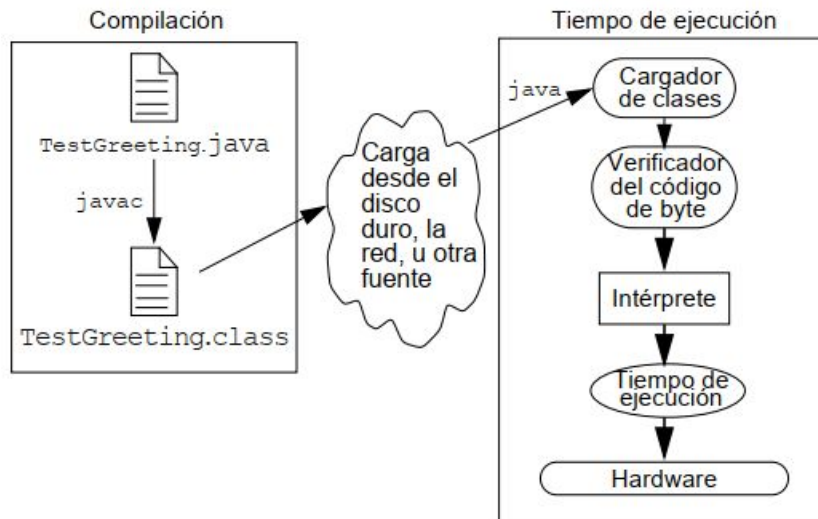 Compilación
TestGreeting.java
javac
TestGreeting.class
Carga
desde el
disco
duro, la
red, u otra
fuente
Tiempo de ejecución
java
Cargador
de clases
Verificador
del código
de byte
Intérprete
Tiempo de
ejecución
Hardware